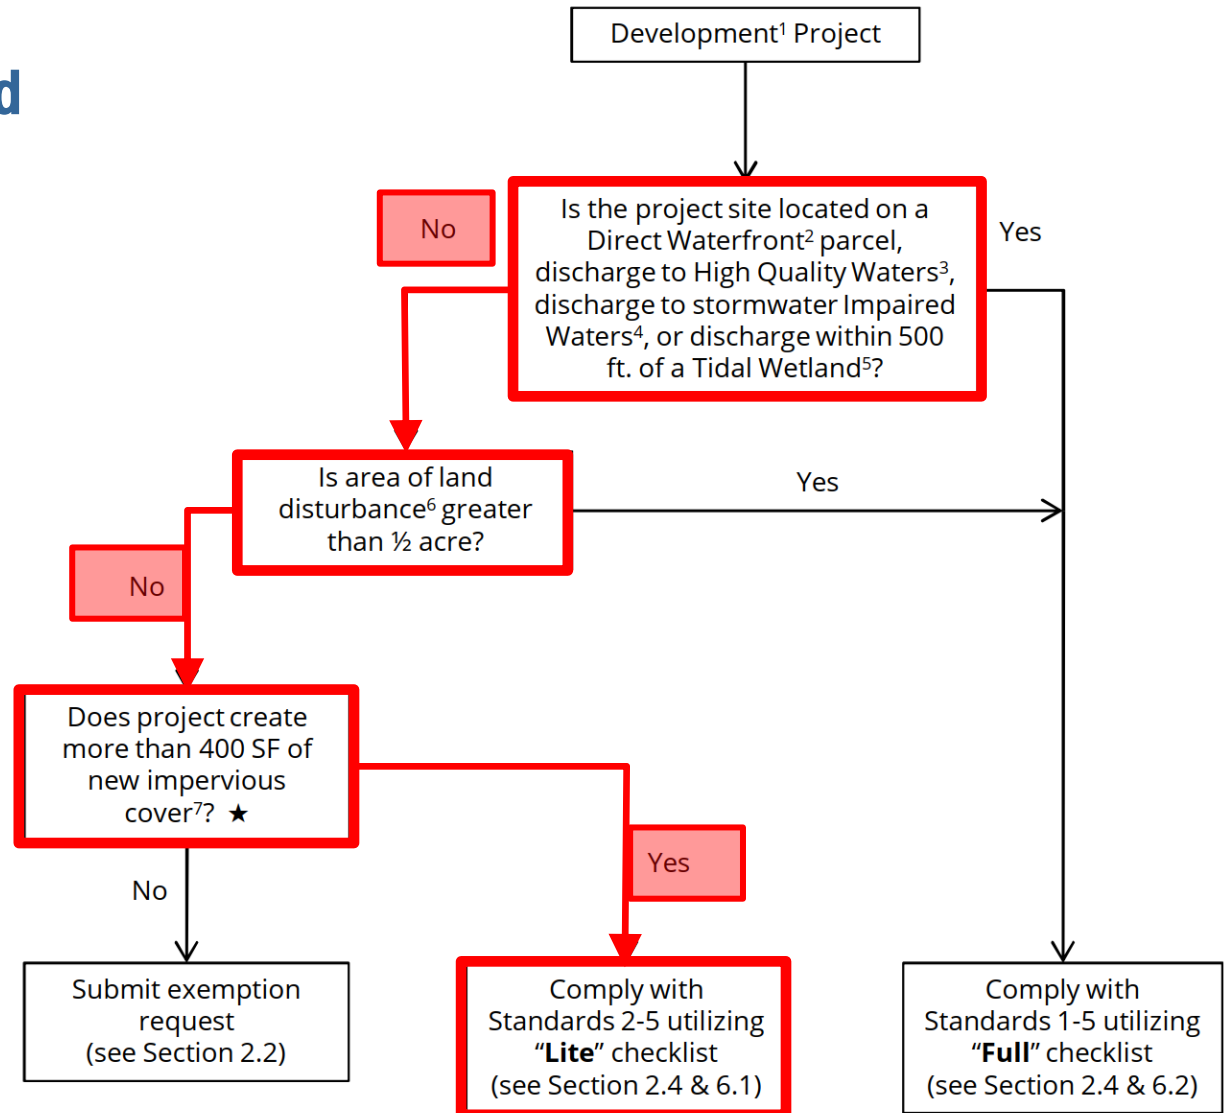 d
Development¹ Project
No
Is the project site located on a
Direct Waterfront² parcel,
discharge to High Quality Waters³,
discharge to stormwater Impaired
Waters⁴, or discharge within 500
ft. of a Tidal Wetland⁵?
Yes
Is area of land
disturbance⁶ greater
than ½ acre?
Yes
No
Does project create
more than 400 SF of
new impervious
cover⁷? ★
Yes
No
Submit exemption
request
(see Section 2.2)
Comply with
Standards 2-5 utilizing
“Lite” checklist
(see Section 2.4 & 6.1)
Comply with
Standards 1-5 utilizing
“Full” checklist
(see Section 2.4 & 6.2)